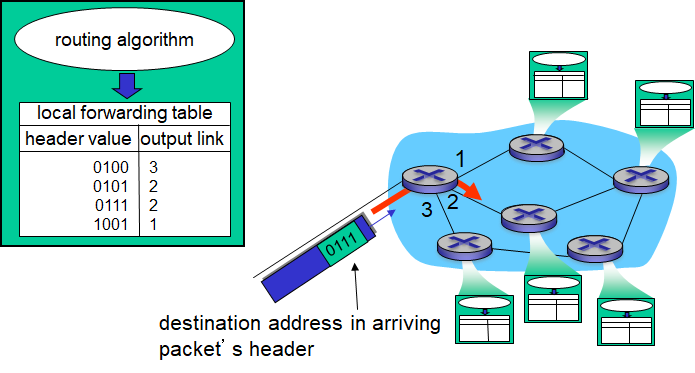 routing algorithm
local forwarding table
header value output link
0100 3
0101 2
0111 2
1001 1
1
2
3
0111
destination address in arriving
packet’s header